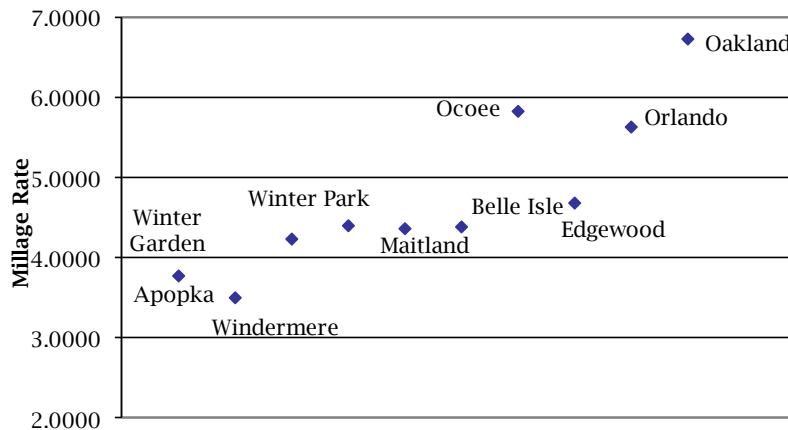 7.0000
Oakland
6.0000
Ocoee
Orlando
5.0000
Winter Park
Belle Isle
Winter
Garden
Edgewood
Maitland
Millage Rate
4.0000
Apopka
Windermere
3.0000
2.0000